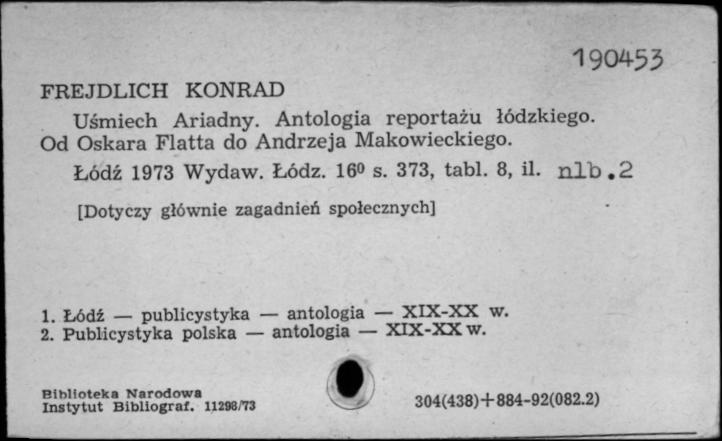 190453
FREJDLICH KONRAD
Uśmiech Ariadny. Antologia reportażu łódzkiego.
Od Oskara Flatta do Andrzeja Makowieckiego.
Łódź 1973 Wydaw. Łódz. 16⁰ s. 373, tabl. 8, il. nlb.2
[Dotyczy głównie zagadnień społecznych]
1. Łódź — publicystyka — antologia — XIX-XX w.
2. Publicystyka polska — antologia — XIX-XX w.
Biblioteka Narodowa
Instytut Bibliograf. 11298/73
304(438)+884-92(082.2)